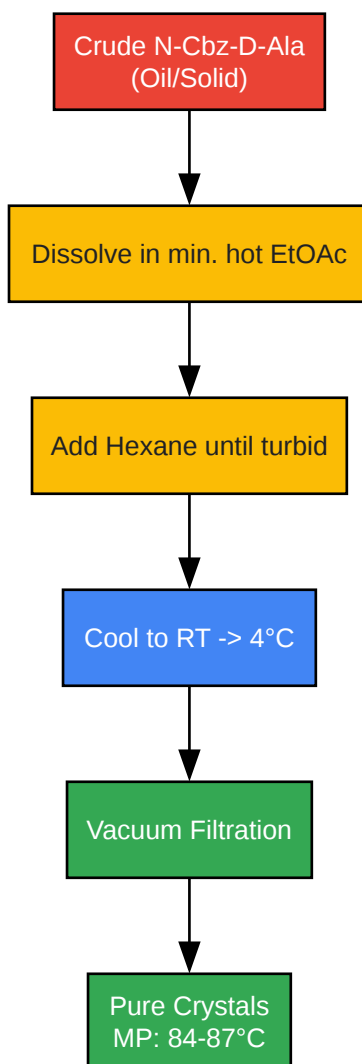 Crude N-Cbz-D-Ala
(Oil/Solid)
Dissolve in min. hot EtOAc
Add Hexane until turbid
Cool to RT -> 4°C
Vacuum Filtration
Pure Crystals
MP: 84-87°C